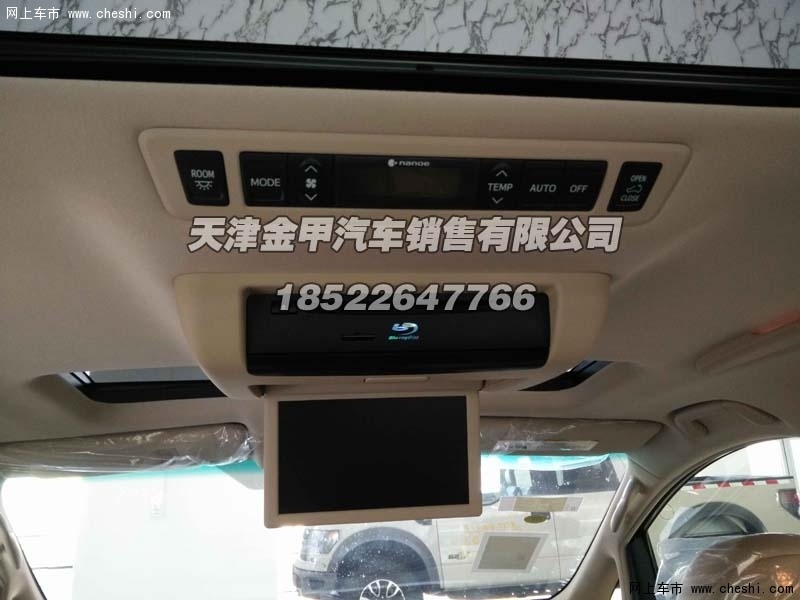 网上车市 www.cheshi.com
nanoe
ROOM MODE TEMP AUTO OFF OPEN CLOSE
天津金甲汽车销售有限公司
18522647766
Blu-ray Disc
网上车市 www.cheshi.com